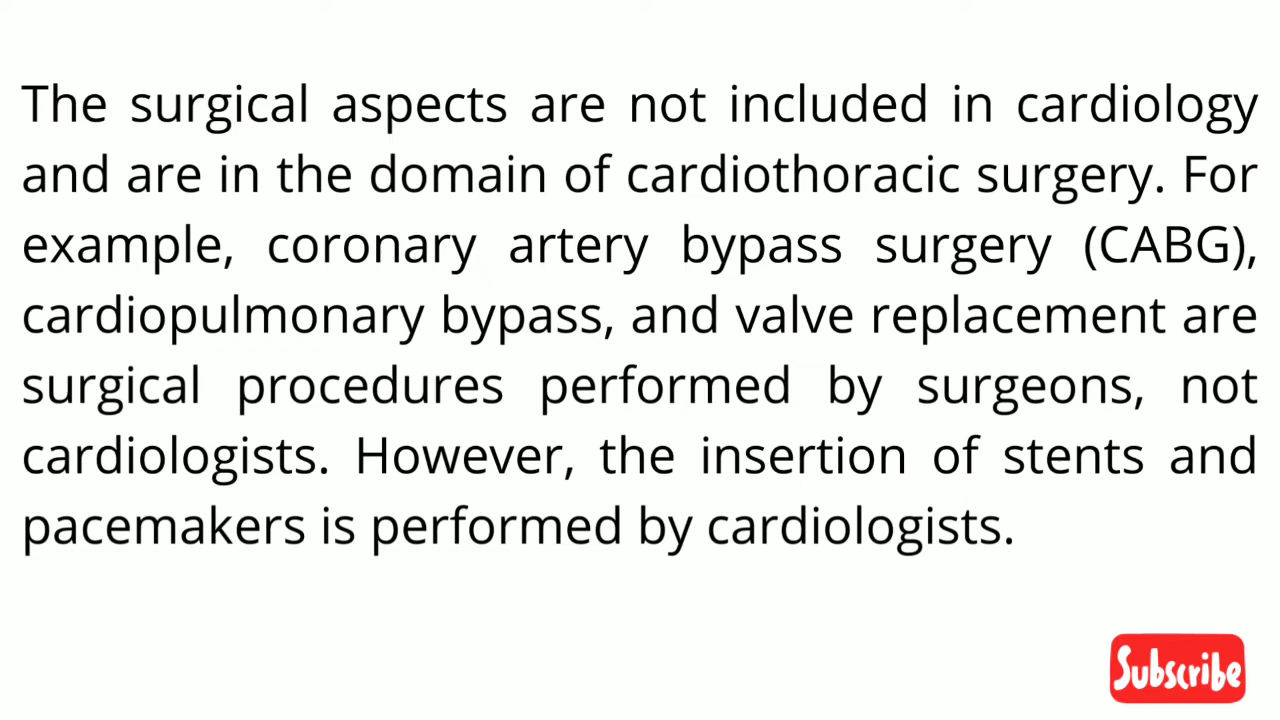 The surgical aspects are not included in cardiology
and are in the domain of cardiothoracic surgery. For
example, coronary artery bypass surgery (CABG),
cardiopulmonary bypass, and valve replacement are
surgical procedures performed by surgeons, not
cardiologists. However, the insertion of stents and
pacemakers is performed by cardiologists.
Subscribe